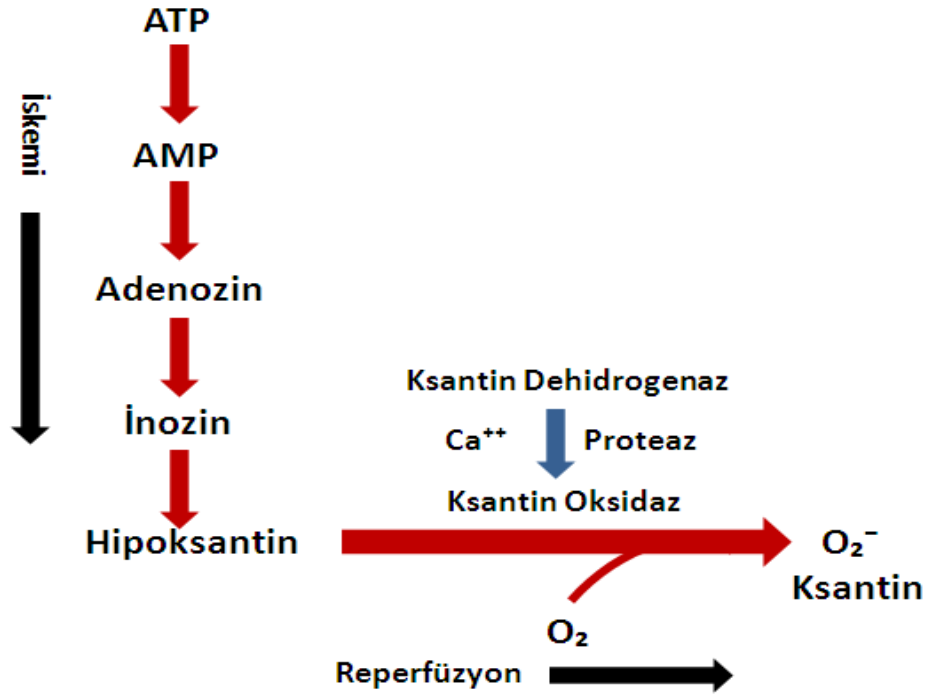 ATP
İskemi
AMP
Adenozin
İnozin
Hipoksantin
Ksantin Dehidrogenaz
Ca⁺⁺ Proteaz
Ksantin Oksidaz
O₂⁻
Ksantin
O₂
Reperfüzyon